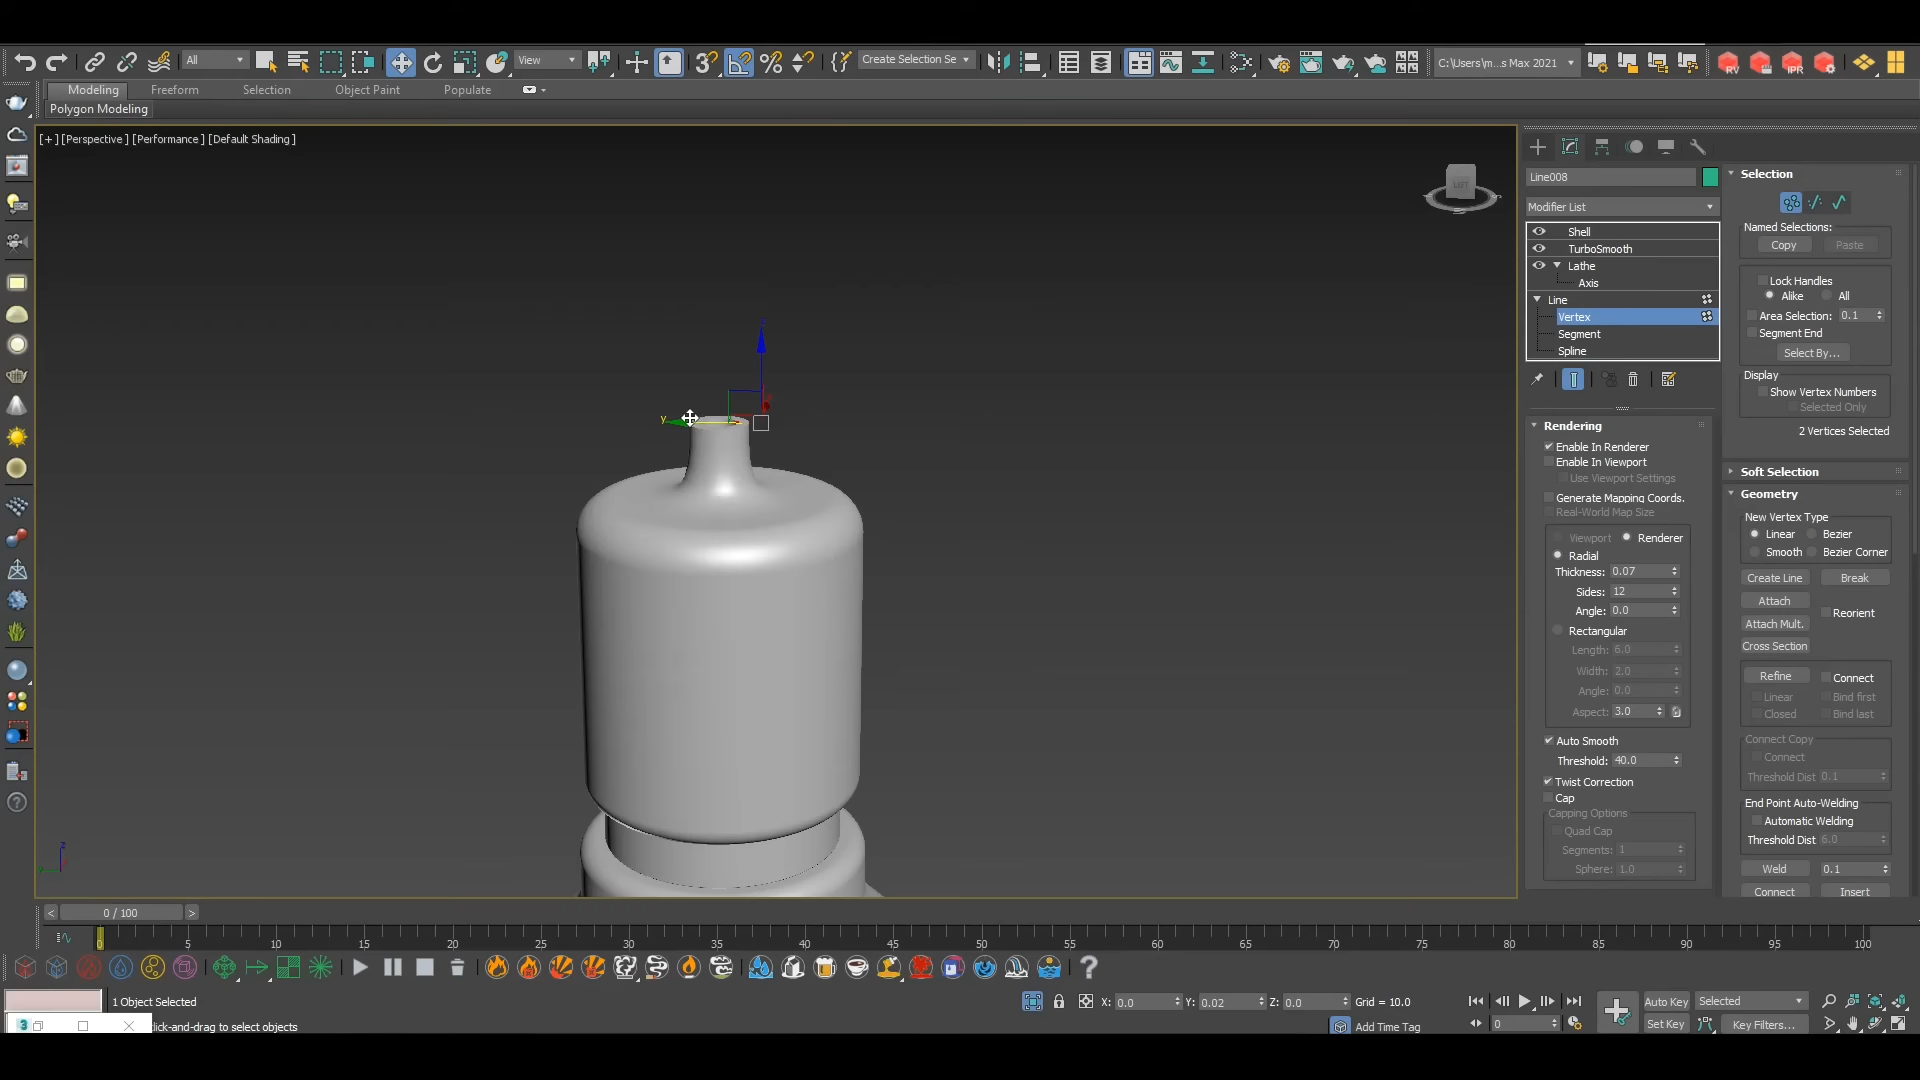 All
View
Create Selection Se
C:\Users\m...s Max 2021
RV
IPR
Modeling
Freeform
Selection
Object Paint
Populate
Polygon Modeling
[+] [Perspective] [Performance] [Default Shading]
Line008
Modifier List
Shell
TurboSmooth
Lathe
Axis
Line
Vertex
Segment
Spline
Rendering
Enable In Renderer
Enable In Viewport
Use Viewport Settings
Generate Mapping Coords.
Real-World Map Size
Viewport
Renderer
Radial
Thickness: 0.07
Sides: 12
Angle: 0.0
Rectangular
Length: 6.0
Width: 2.0
Angle: 0.0
Aspect: 3.0
Auto Smooth
Threshold: 40.0
Twist Correction
Cap
Capping Options
Quad Cap
Segments: 1
Sphere: 1.0
Selection
Named Selections:
Copy
Paste
Lock Handles
Alike
All
Area Selection: 0.1
Segment End
Select By...
Display
Show Vertex Numbers
Selected Only
2 Vertices Selected
Soft Selection
Geometry
New Vertex Type
Linear
Bezier
Smooth
Bezier Corner
Create Line
Break
Attach
Reorient
Attach Mult.
Cross Section
Refine
Connect
Linear
Bind first
Closed
Bind last
Connect Copy
Connect
Threshold Dist 0.1
End Point Auto-Welding
Automatic Welding
Threshold Dist 6.0
Weld
0.1
Connect
Insert
y
z
0 / 100
0 5 10 15 20 25 30 35 40 45 50 55 60 65 70 75 80 85 90 95 100
1 Object Selected
click-and-drag to select objects
X: 0.0
Y: 0.02
Z: 0.0
Grid = 10.0
Add Time Tag
0
Auto Key
Selected
Set Key
Key Filters...